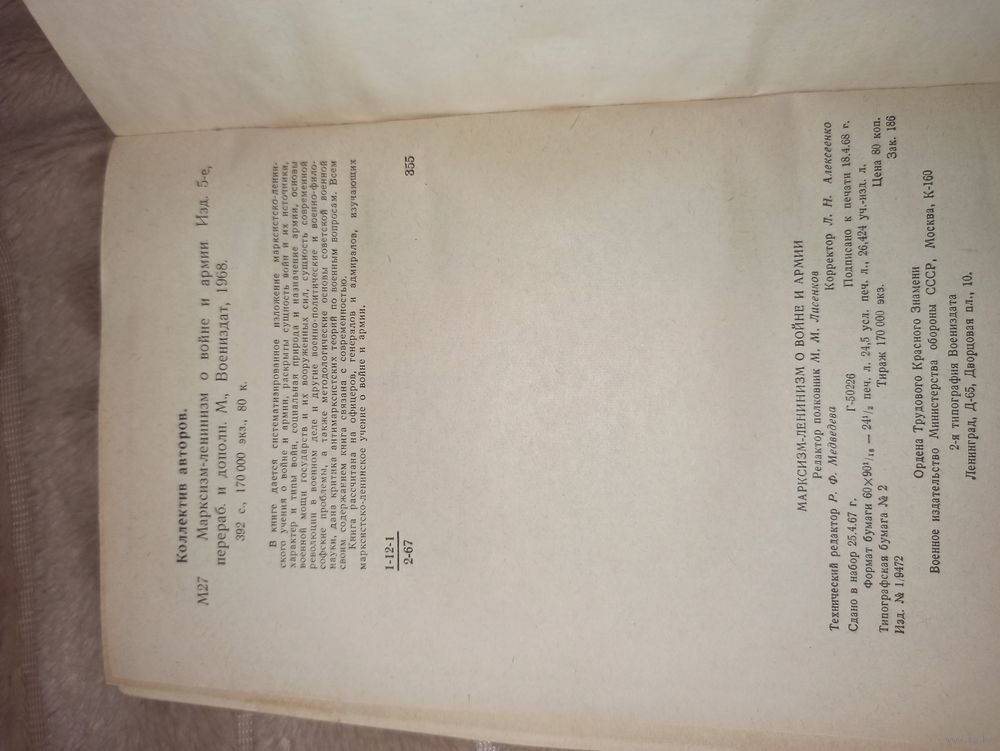 Коллектив авторов.
М27 Марксизм-ленинизм о войне и армии. Изд. 5-е,
перераб. и дополн. М., Воениздат, 1968.
392 с., 170 000 экз., 80 к.
В книге дается систематизированное изложение марксистско-ленин-
ского учения о войне и армии, раскрыты сущность войн и их источники,
характер и типы войн, социальная природа и назначение армии, основы
военной мощи государств и их вооруженных сил, сущность современной
революции в военном деле и другие военно-политические и военно-фило-
софские проблемы, а также методологические основы советской военной
науки, дана критика антимарксистских теорий по военным вопросам. Всем
своим содержанием книга связана с современностью.
Книга рассчитана на офицеров, генералов и адмиралов, изучающих
марксистско-ленинское учение о войне и армии.
1-12-1
2-67
355
МАРКСИЗМ-ЛЕНИНИЗМ О ВОЙНЕ И АРМИИ
Редактор полковник М. М. Лисенков
Технический редактор Р. Ф. Медведева Корректор Л. Н. Алексеенко
Сдано в набор 25.4.67 г. Г-50226 Подписано к печати 18.4.68 г.
Формат бумаги 60×90¹/₁₆ — 24¹/₂ печ. л. 24,5 усл. печ. л., 26,424 уч.-изд. л.
Типографская бумага № 2 Тираж 170 000 экз. Цена 80 коп.
Изд. № 1/9472 Зак. 186
Ордена Трудового Красного Знамени
Военное издательство Министерства обороны СССР, Москва, К-160
2-я типография Воениздата
Ленинград, Д-65, Дворцовая пл., 10.